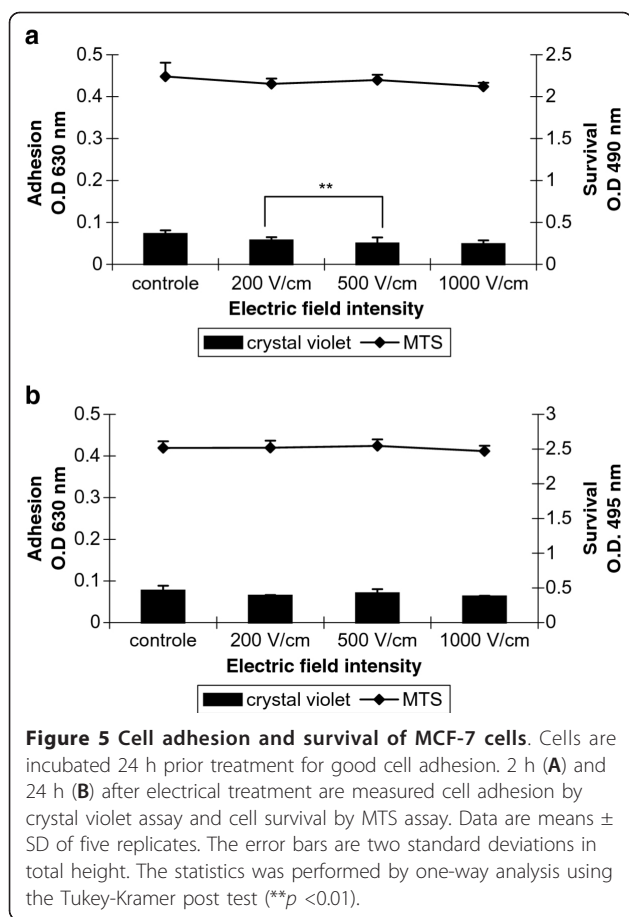 a
0.5
0.4
0.3
0.2
0.1
0
Adhesion
O.D 630 nm
2.5
2
1.5
1
0.5
0
Survival
O.D 490 nm
**
controle 200 V/cm 500 V/cm 1000 V/cm
Electric field intensity
crystal violet MTS
b
0.5
0.4
0.3
0.2
0.1
0
Adhesion
O.D 630 nm
3
2.5
2
1.5
1
0.5
0
Survival
O.D. 495 nm
controle 200 V/cm 500 V/cm 1000 V/cm
Electric field intensity
crystal violet MTS
Figure 5 Cell adhesion and survival of MCF-7 cells. Cells are
incubated 24 h prior treatment for good cell adhesion. 2 h (A) and
24 h (B) after electrical treatment are measured cell adhesion by
crystal violet assay and cell survival by MTS assay. Data are means ±
SD of five replicates. The error bars are two standard deviations in
total height. The statistics was performed by one-way analysis using
the Tukey-Kramer post test (**p <0.01).